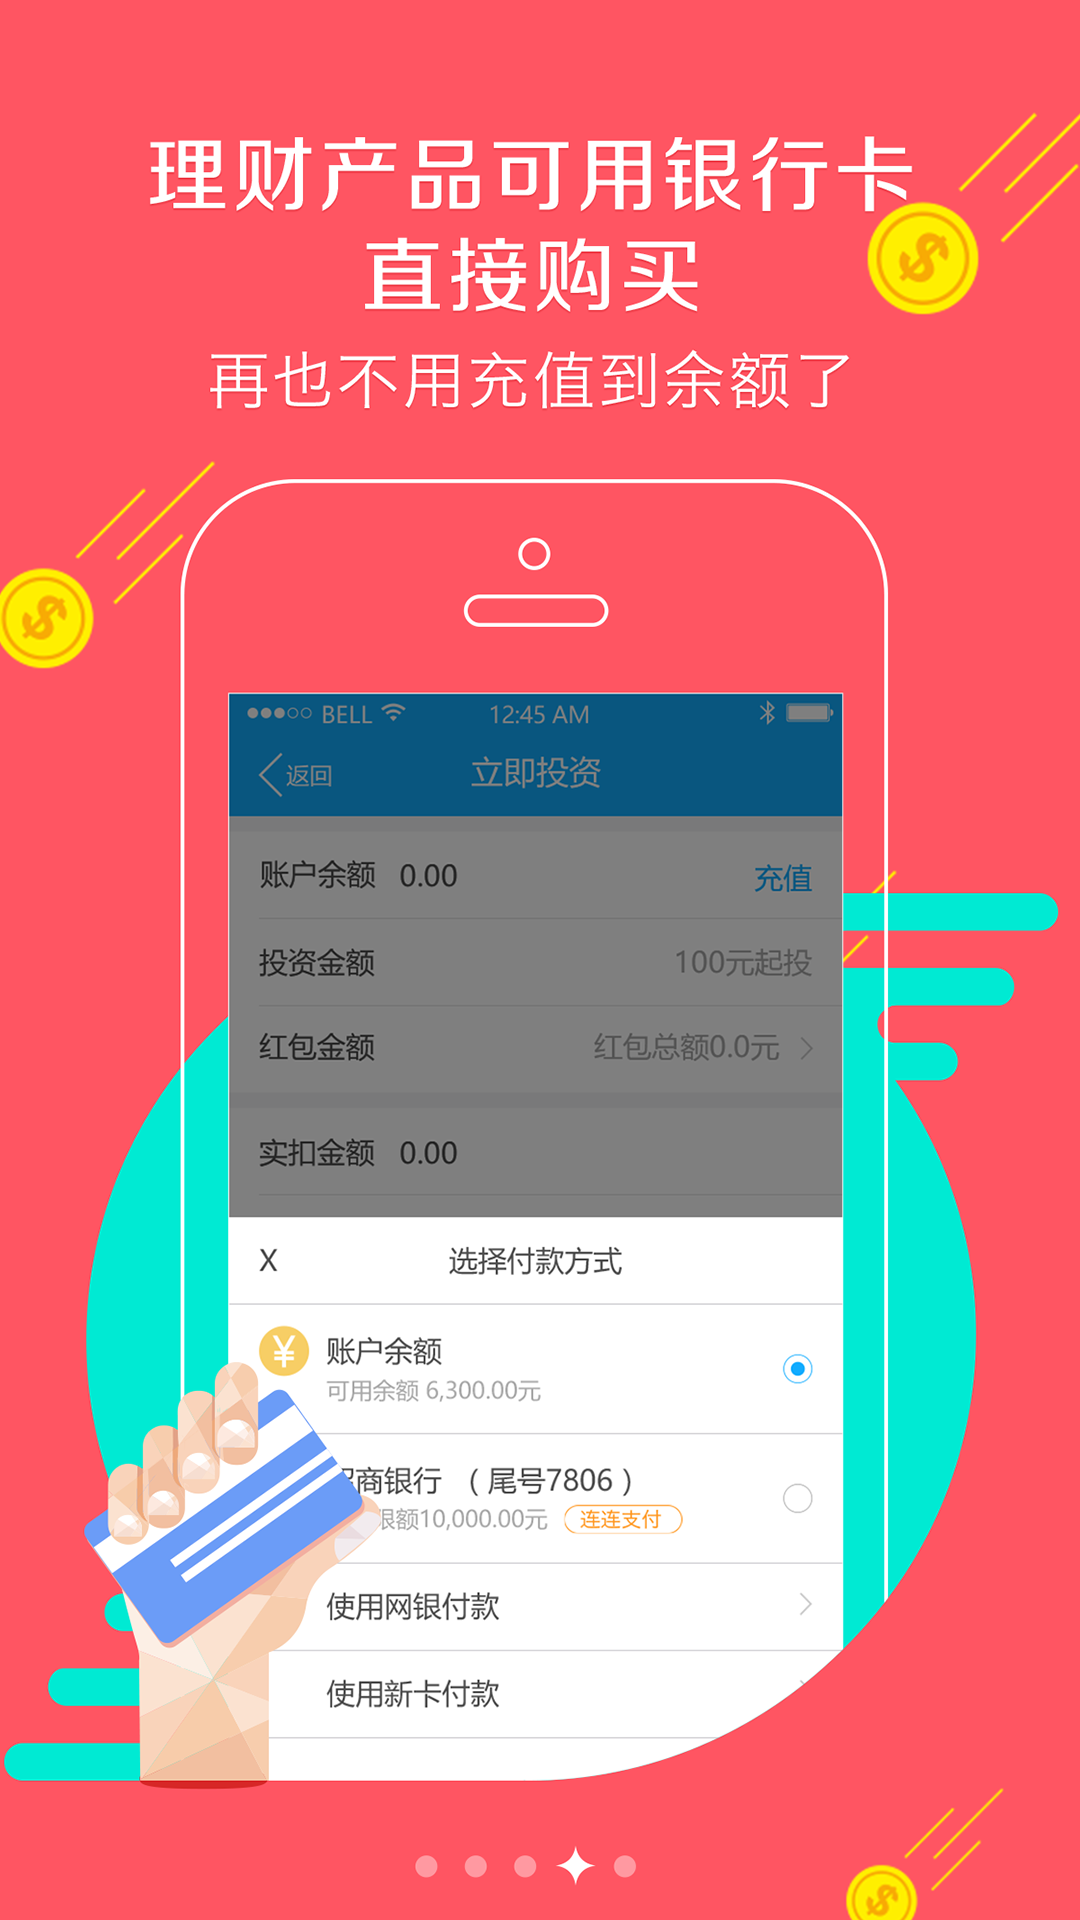 理财产品可用银行卡
直接购买
再也不用充值到余额了
BELL 12:45 AM
返回 立即投资
账户余额 0.00 充值
投资金额 100元起投
红包金额 红包总额0.0元
实扣金额 0.00
X 选择付款方式
¥ 账户余额
可用余额 6,300.00元
商银行 （尾号7806）
限额10,000.00元 连连支付
使用网银付款
使用新卡付款